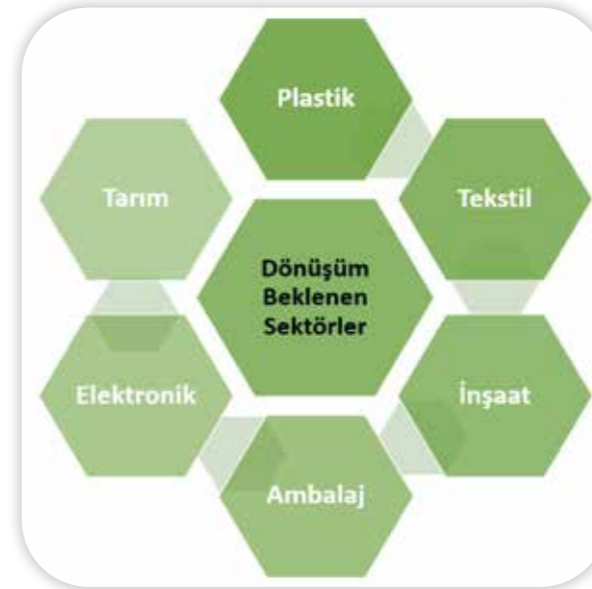 Plastik
Tekstil
İnşaat
Ambalaj
Elektronik
Tarım
Dönüşüm
Beklenen
Sektörler